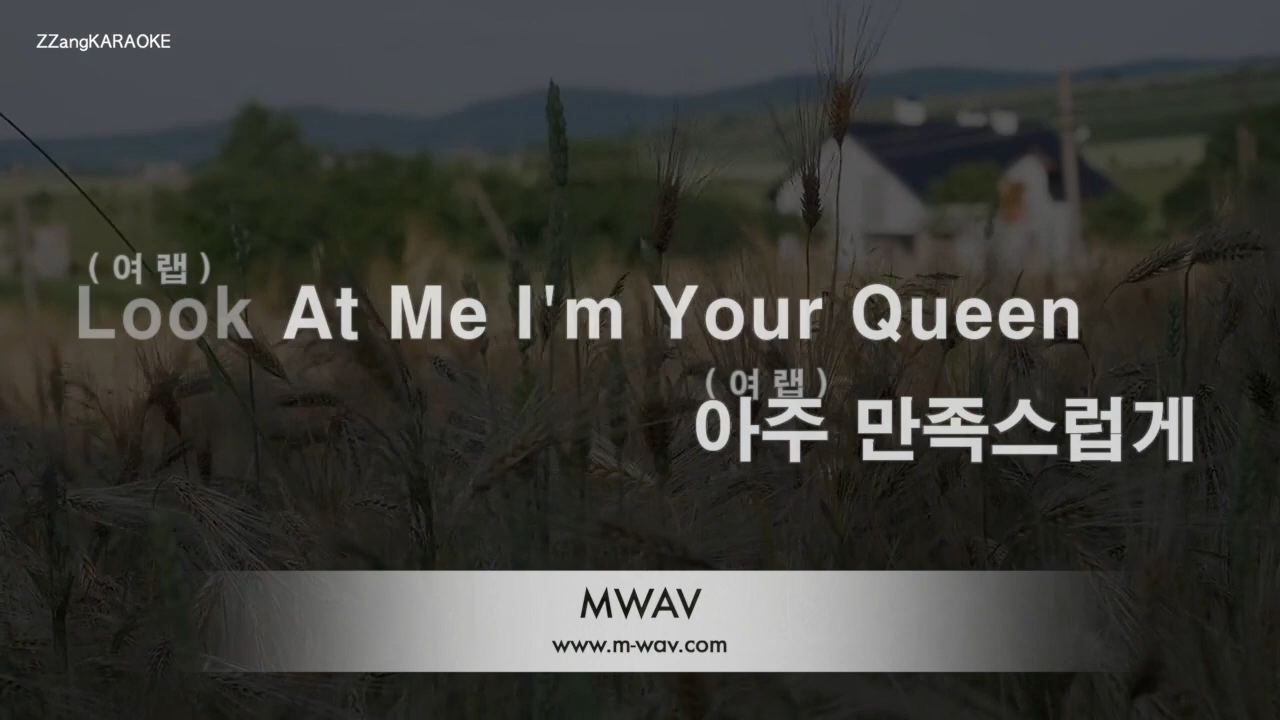 ZZangKARAOKE
(여랩)
Look At Me I'm Your Queen
(여랩)
아주 만족스럽게
MWAV
www.m-wav.com